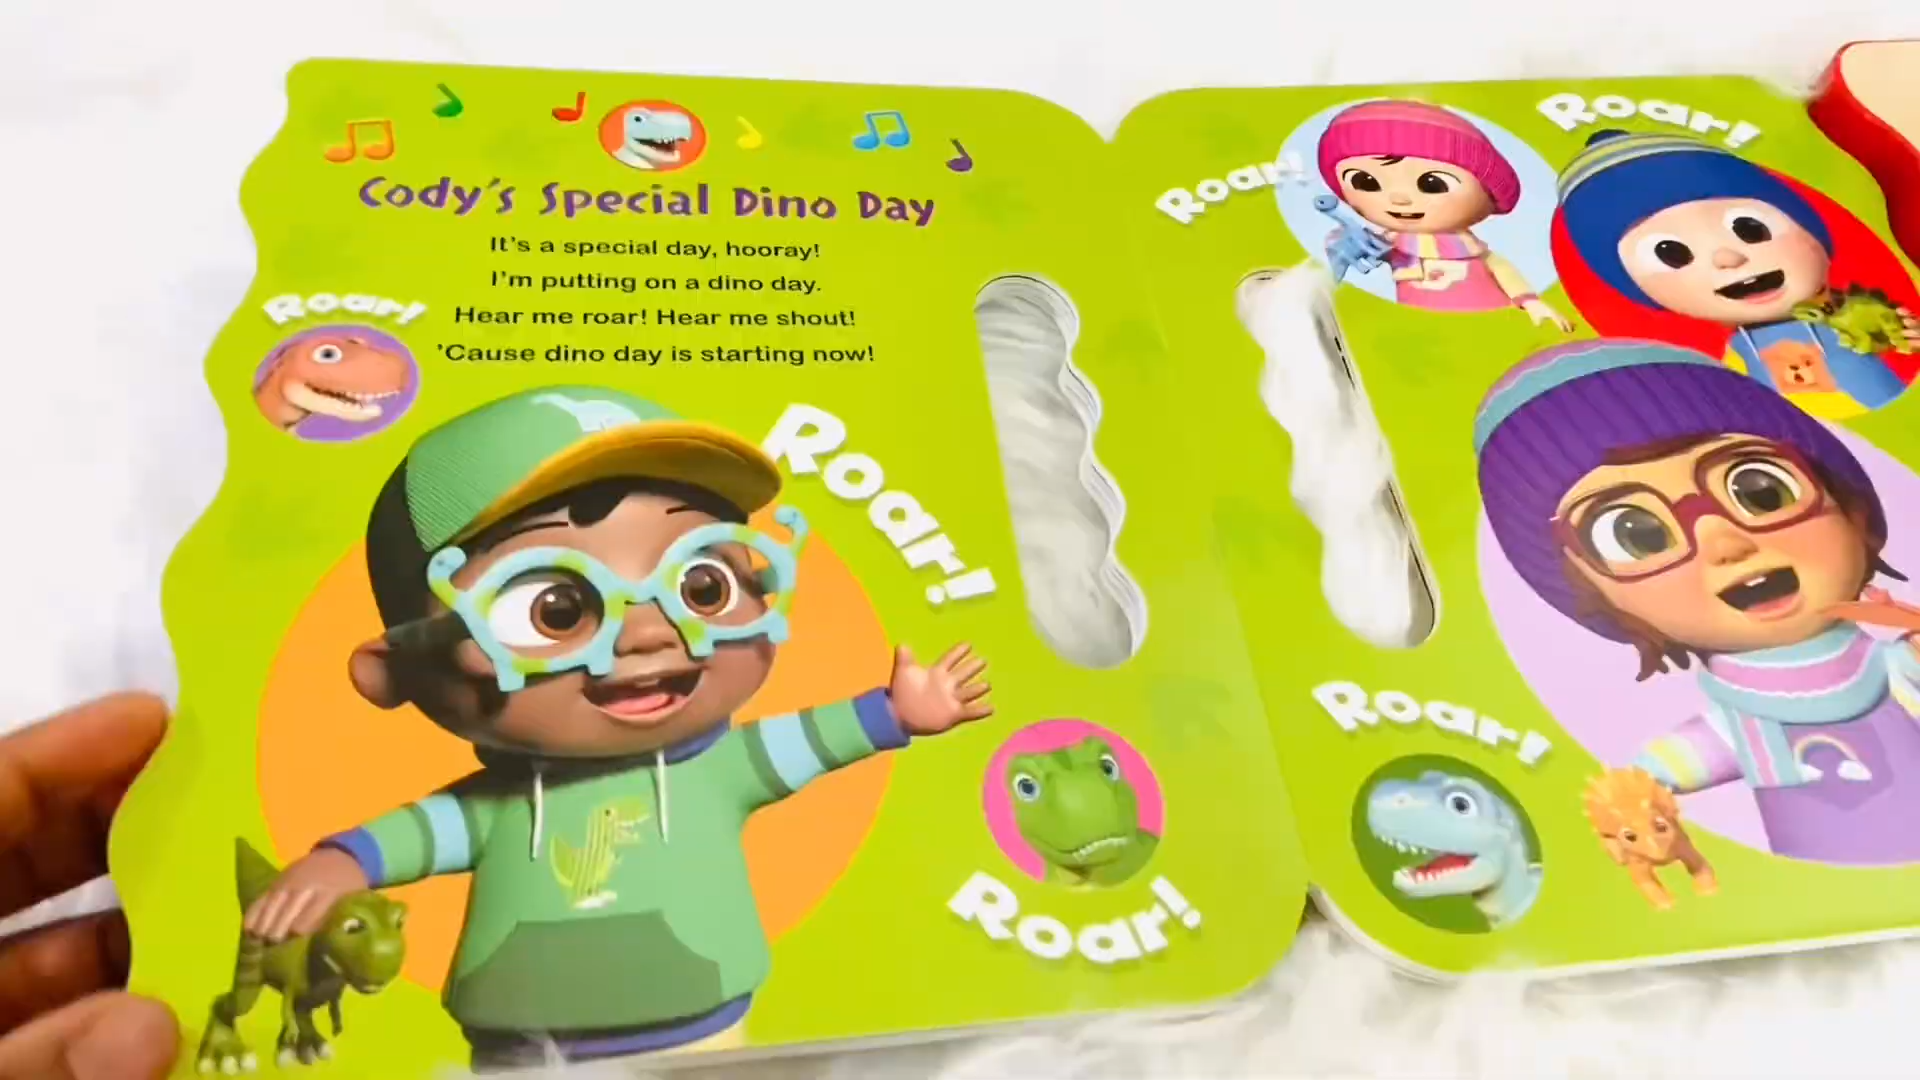 Cody's Special Dino Day
It's a special day, hooray!
I'm putting on a dino day.
Hear me roar! Hear me shout!
'Cause dino day is starting now!
Roar!
Roar!
Roar!
Roar!
Roar!
Roar!